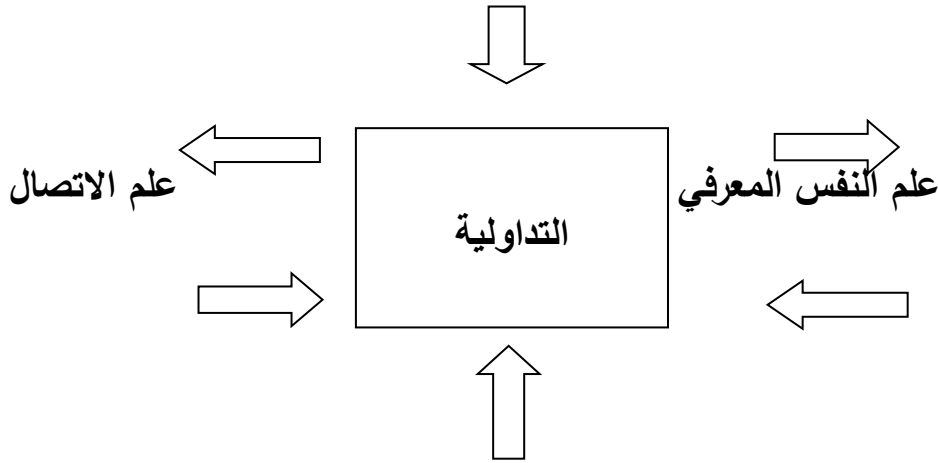 علم النفس المعرفي
علم الاتصال
التداولية